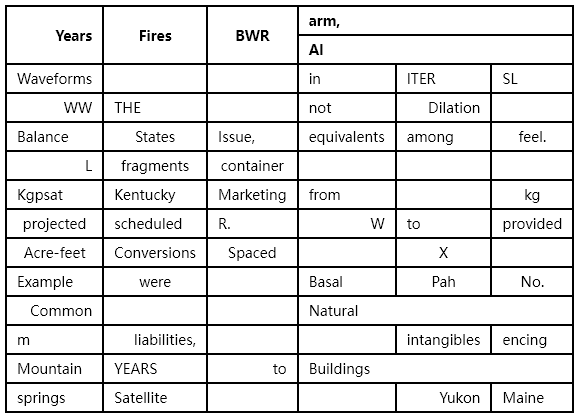 Years Fires BWR arm,
AI
Waveforms in ITER SL
WW THE not Dilation
Balance States Issue, equivalents among feel.
L fragments container
Kgpsat Kentucky Marketing from kg
projected scheduled R. W to provided
Acre-feet Conversions Spaced X
Example were Basal Pah No.
Common Natural
m liabilities, intangibles encing
Mountain YEARS to Buildings
springs Satellite Yukon Maine